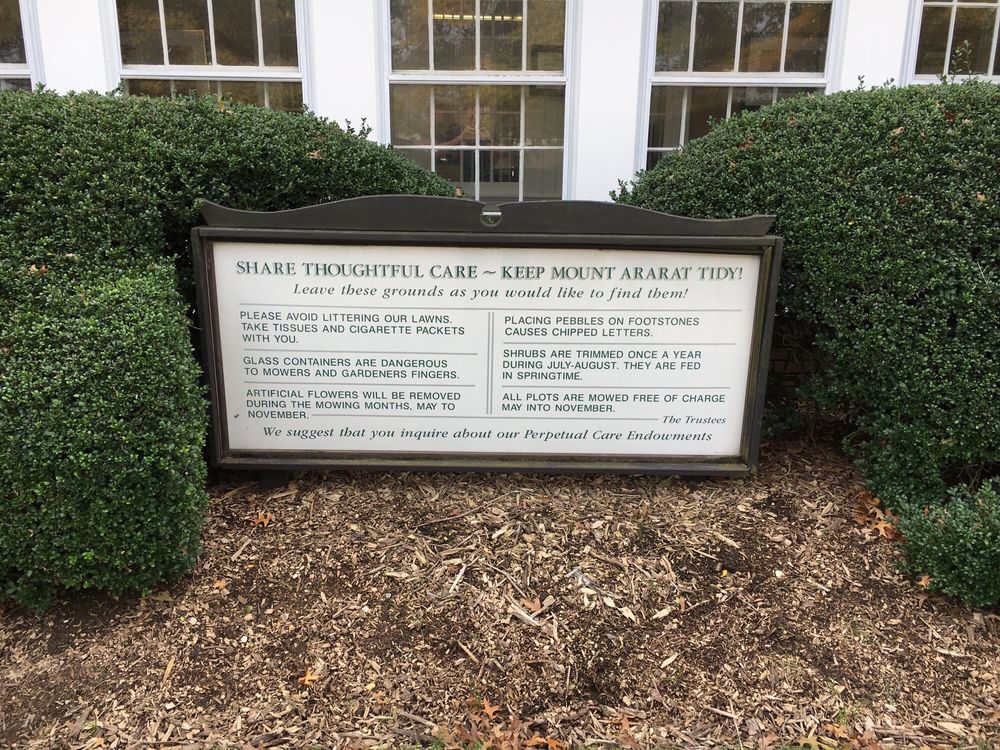 SHARE THOUGHTFUL CARE ~ KEEP MOUNT ARARAT TIDY!
Leave these grounds as you would like to find them!
PLEASE AVOID LITTERING OUR LAWNS.
TAKE TISSUES AND CIGARETTE PACKETS
WITH YOU.
GLASS CONTAINERS ARE DANGEROUS
TO MOWERS AND GARDENERS FINGERS.
ARTIFICIAL FLOWERS WILL BE REMOVED
DURING THE MOWING MONTHS, MAY TO
NOVEMBER.
PLACING PEBBLES ON FOOTSTONES
CAUSES CHIPPED LETTERS.
SHRUBS ARE TRIMMED ONCE A YEAR
DURING JULY-AUGUST. THEY ARE FED
IN SPRINGTIME.
ALL PLOTS ARE MOWED FREE OF CHARGE
MAY INTO NOVEMBER.
The Trustees
We suggest that you inquire about our Perpetual Care Endowments